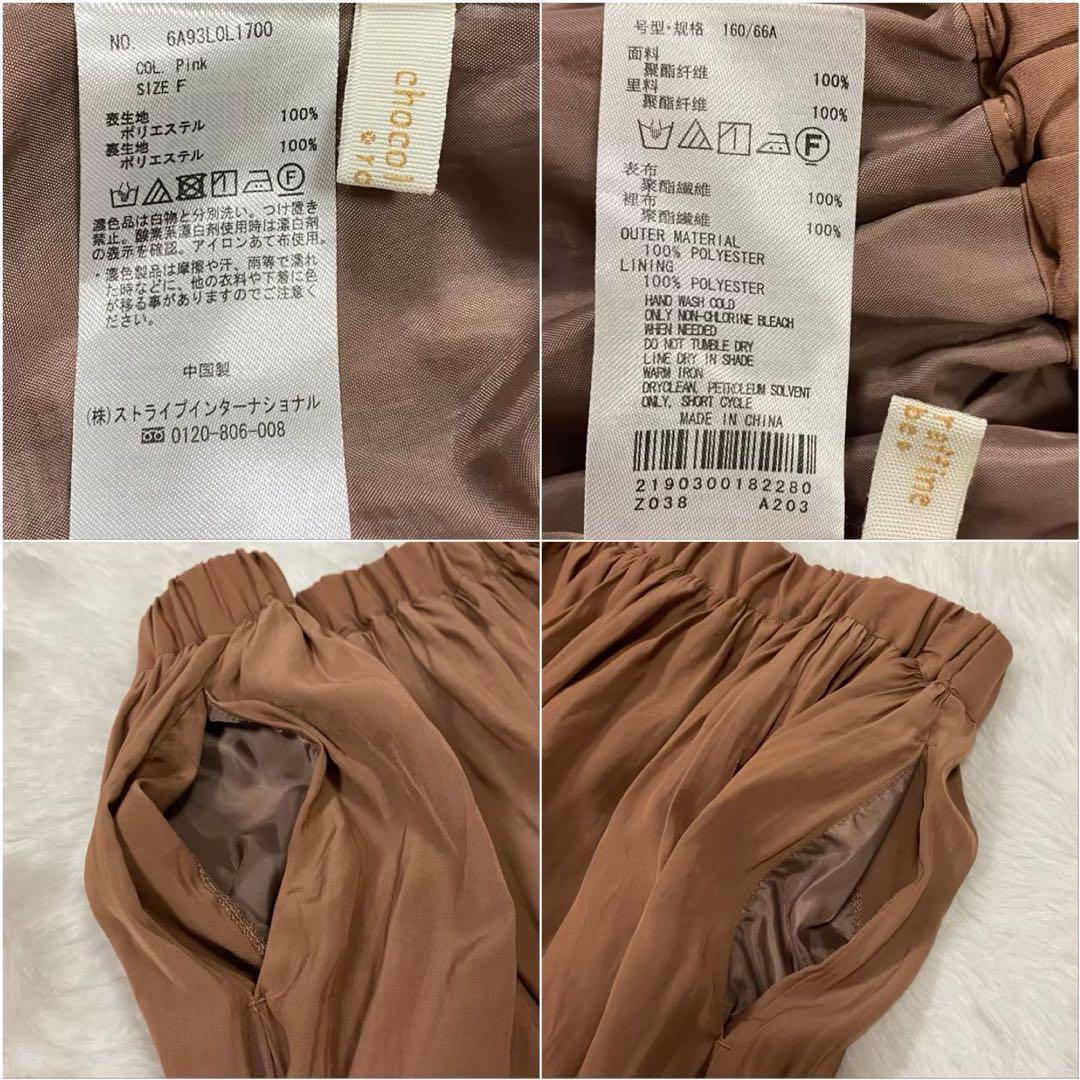 NO. 6A93L0L1700
COL. Pink
SIZE F
表生地 100%
ポリエステル
裏生地 100%
ポリエステル
濃色品は白物と分別洗い。つけ置き
禁止。酸素系漂白剤使用時は漂白剤
の表示を確認。アイロンあて布使用。
・濃色製品は摩擦や汗、雨等で濡れ
た時などに、他の衣料や下着に色
が移る事がありますのでご注意く
ださい。
中国製
(株)ストライプインターナショナル
0120-806-008
chocol
号型・规格 160/66A
面料
聚酯纤维 100%
里料
聚酯纤维 100%
F
表布
聚酯纖維 100%
裡布
聚酯纖維 100%
OUTER MATERIAL
100% POLYESTER
LINING
100% POLYESTER
HAND WASH COLD
ONLY NON-CHLORINE BLEACH
WHEN NEEDED
DO NOT TUMBLE DRY
LINE DRY IN SHADE
WARM IRON
DRYCLEAN, PETROLEUM SOLVENT
ONLY, SHORT CYCLE
MADE IN CHINA
2190300182280
Z038 A203
raffine